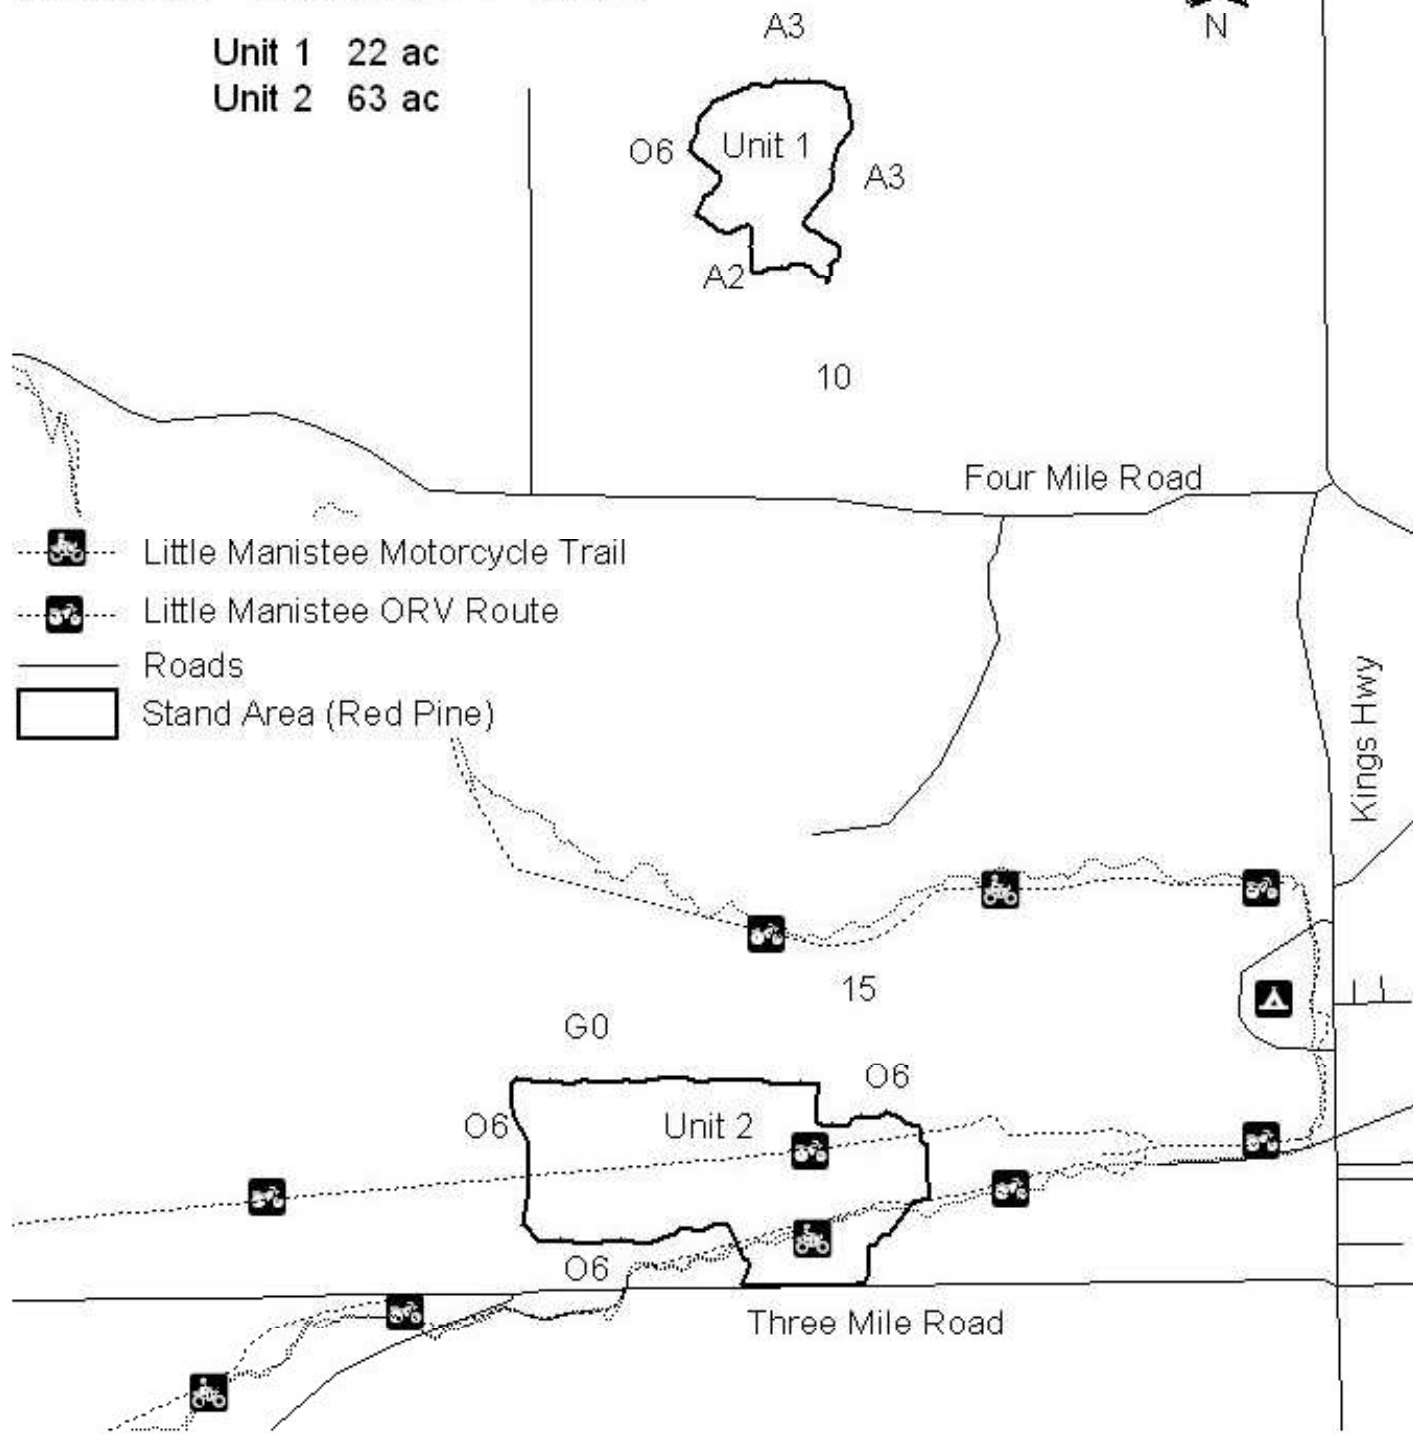 N
A3
Unit 1 22 ac
Unit 2 63 ac
O6
Unit 1
A3
A2
10
Four Mile Road
Little Manistee Motorcycle Trail
Little Manistee ORV Route
Roads
Stand Area (Red Pine)
Kings Hwy
15
G0
O6
O6
Unit 2
O6
Three Mile Road